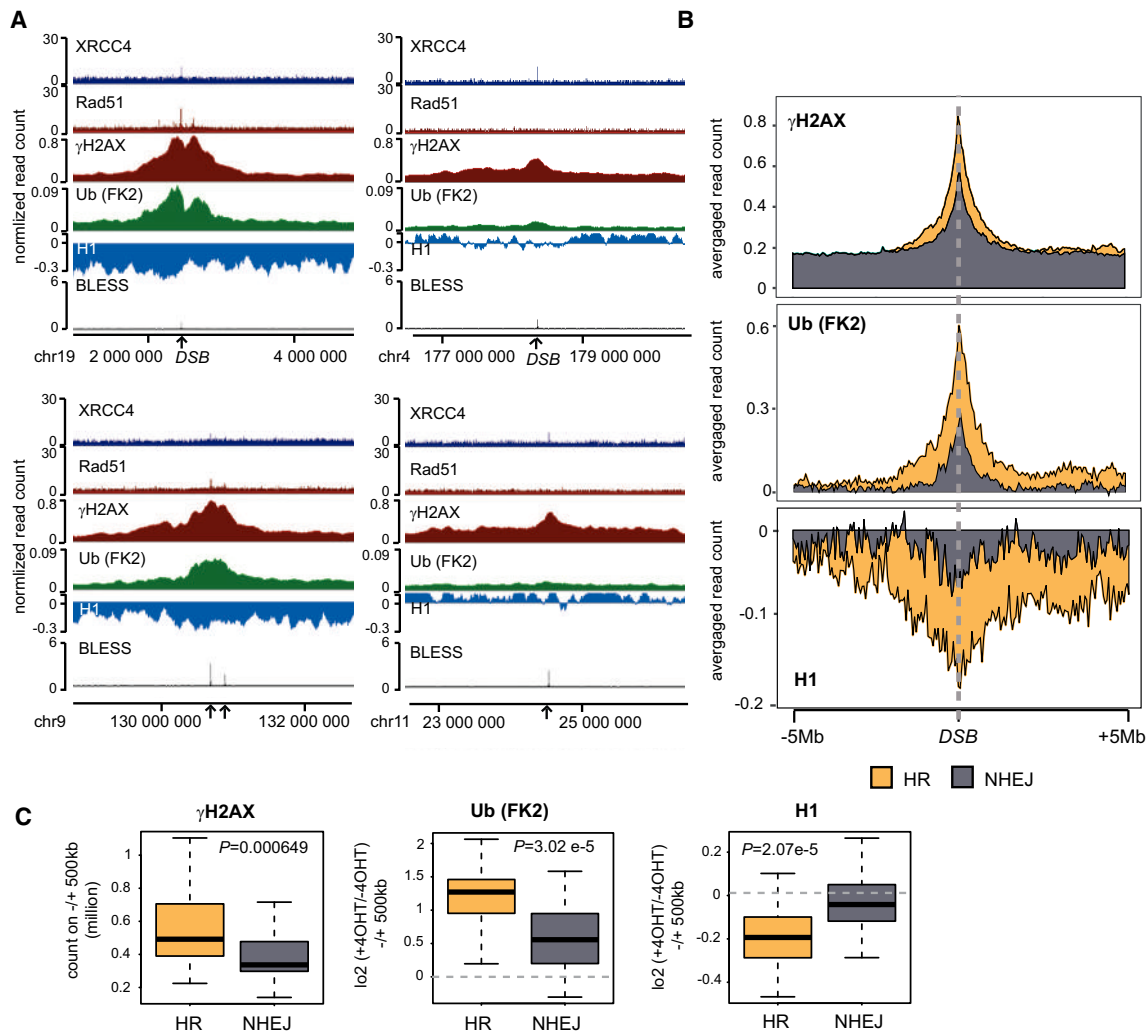 A
normlized read count
30
XRCC4
0
30
Rad51
0
0.8
γH2AX
0
0.09
Ub (FK2)
0
0
H1
-0.3
6
BLESS
0
chr19
2 000 000
DSB
4 000 000
30
XRCC4
0
30
Rad51
0
0.8
γH2AX
0
0.09
Ub (FK2)
0
0
H1
-0.3
6
BLESS
0
chr4
177 000 000
DSB
179 000 000
normlized read count
30
XRCC4
0
30
Rad51
0
0.8
γH2AX
0
0.09
Ub (FK2)
0
0
H1
-0.3
6
BLESS
0
chr9
130 000 000
132 000 000
30
XRCC4
0
30
Rad51
0
0.8
γH2AX
0
0.09
Ub (FK2)
0
0
H1
-0.3
6
BLESS
0
chr11
23 000 000
25 000 000
B
avergaged read count
γH2AX
0.8
0.6
0.4
0.2
0
avergaged read count
Ub (FK2)
0.6
0.3
0
avergaged read count
0
-0.1
-0.2
H1
-5Mb
DSB
+5Mb
HR
NHEJ
C
γH2AX
P=0.000649
count on -/+ 500kb
(million)
1
0.8
0.6
0.4
0.2
HR
NHEJ
Ub (FK2)
P=3.02 e-5
lo2 (+4OHT/-4OHT)
-/+ 500kb
2.0
1.5
1.0
0.5
0
HR
NHEJ
H1
P=2.07e-5
lo2 (+4OHT/-4OHT)
-/+ 500kb
0.2
0
-0.2
-0.4
HR
NHEJ